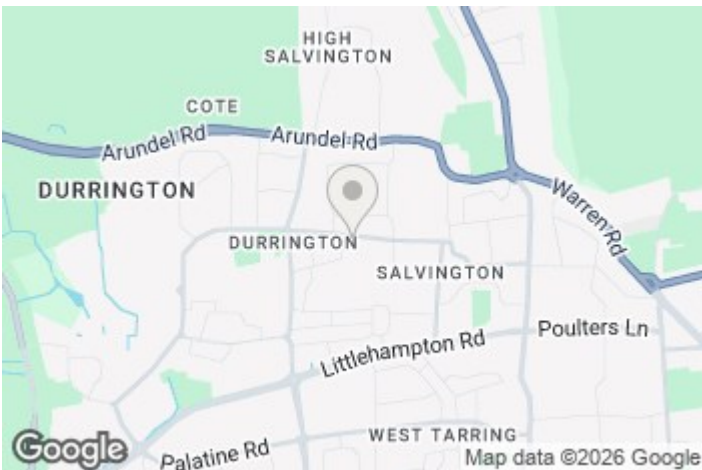 HIGH
SALVINGTON
COTE
Arundel Rd
Arundel Rd
DURRINGTON
Warren Rd
DURRINGTON
SALVINGTON
Poulters Ln
Littlehampton Rd
WEST TARRING
Palatine Rd
Google
Map data ©2026 Google